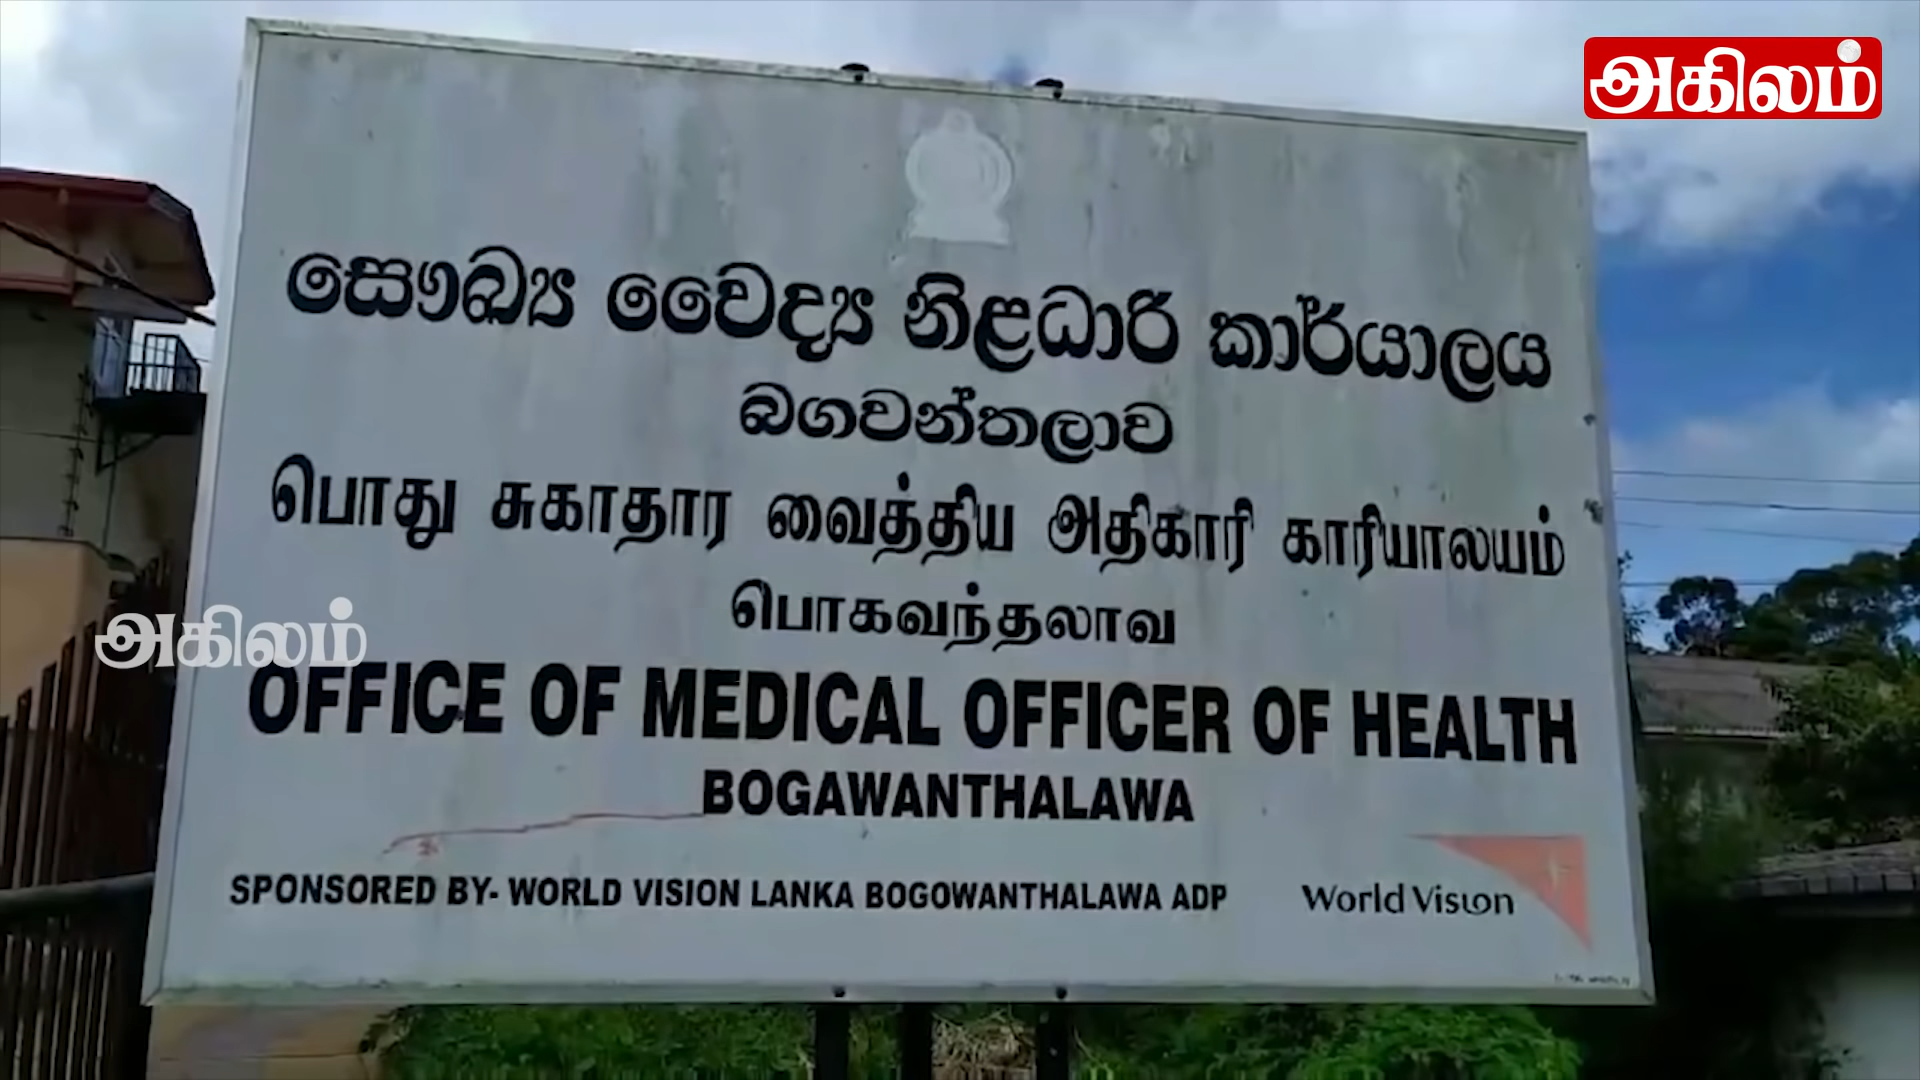 அகிலம்
සෞඛ්‍ය වෛද්‍ය නිළධාරි කාර්යාලය
බගවන්තලාව
பொது சுகாதார வைத்திய அதிகாரி காரியாலயம்
பொகவந்தலாவ
அகிலம்
OFFICE OF MEDICAL OFFICER OF HEALTH
BOGAWANTHALAWA
SPONSORED BY- WORLD VISION LANKA BOGOWANTHALAWA ADP
World Vision